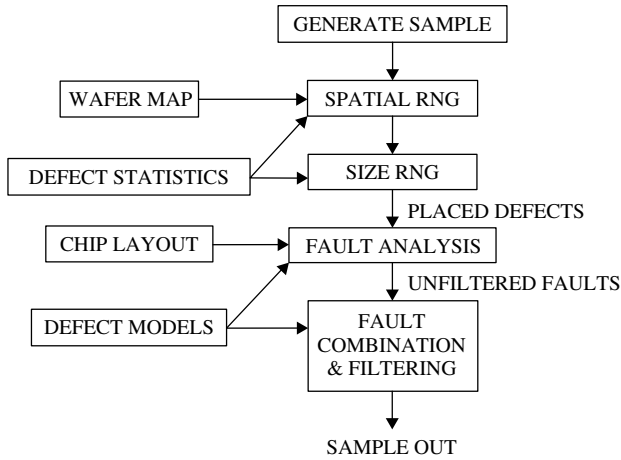 GENERATE SAMPLE
WAFER MAP
SPATIAL RNG
DEFECT STATISTICS
SIZE RNG
PLACED DEFECTS
CHIP LAYOUT
FAULT ANALYSIS
UNFILTERED FAULTS
DEFECT MODELS
FAULT
COMBINATION
& FILTERING
SAMPLE OUT